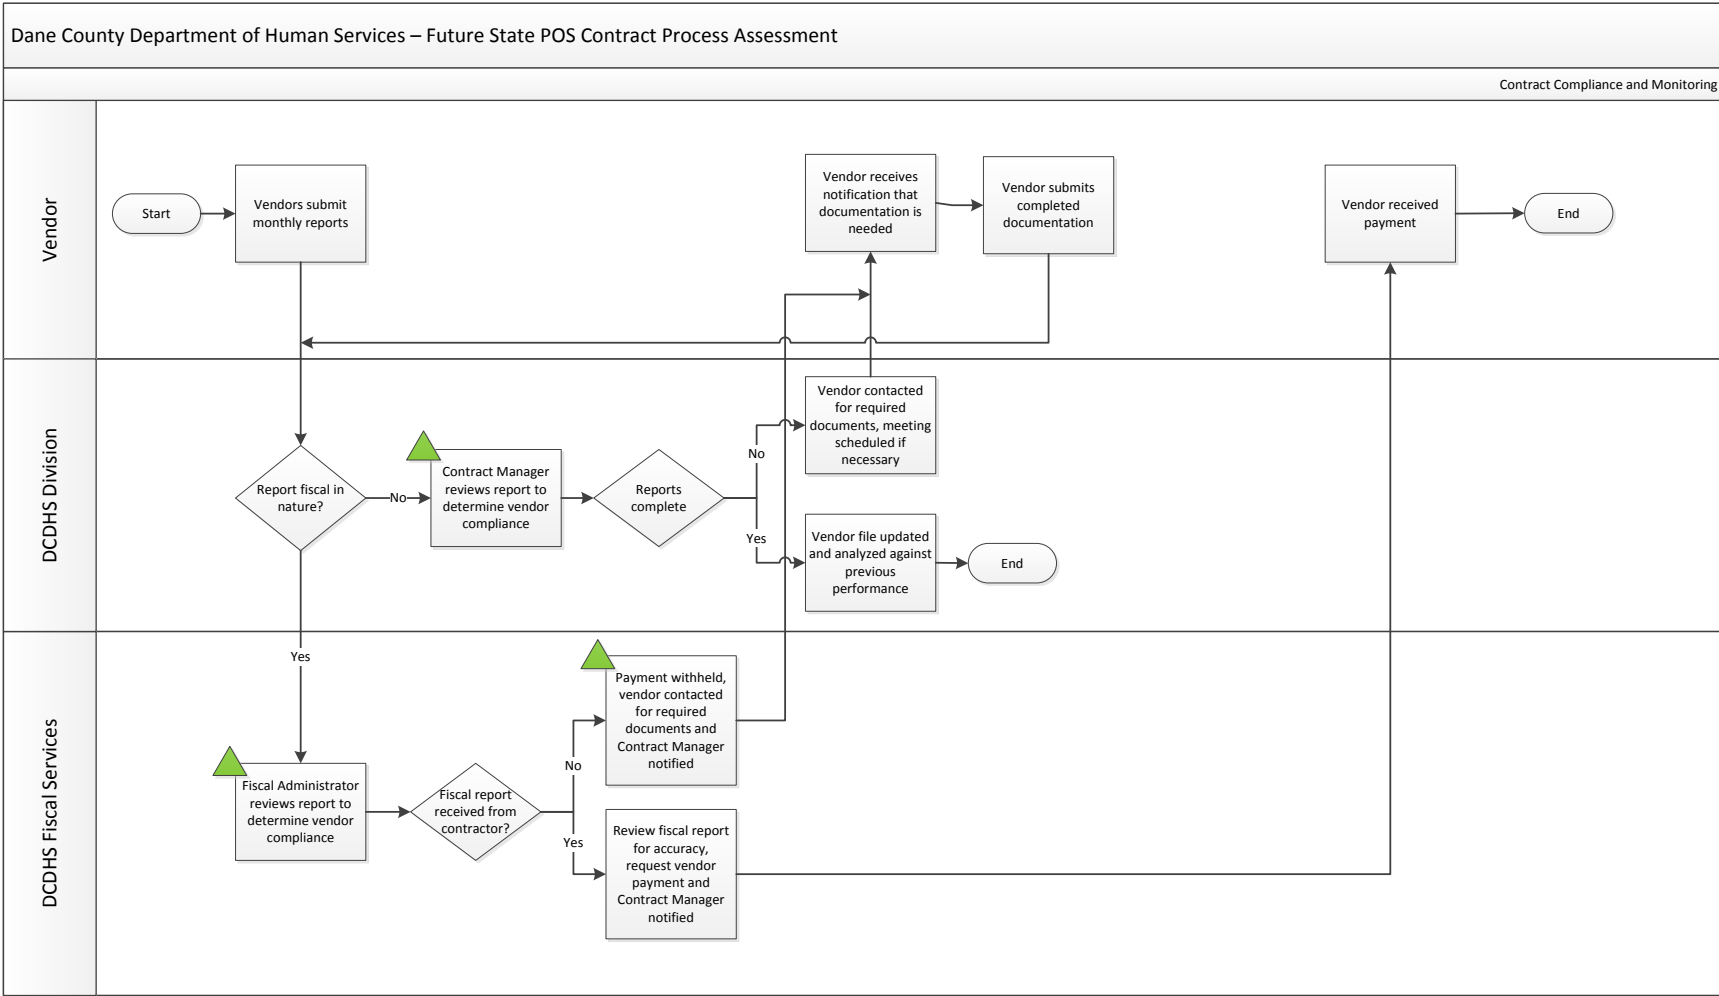 Dane County Department of Human Services – Future State POS Contract Process Assessment
Contract Compliance and Monitoring
Vendor
Start
Vendors submit
monthly reports
Vendor receives
notification that
documentation is
needed
Vendor submits
completed
documentation
Vendor received
payment
End
DCDHS Division
Report fiscal in
nature?
No
Contract Manager
reviews report to
determine vendor
compliance
Reports
complete
No
Yes
Vendor contacted
for required
documents, meeting
scheduled if
necessary
Vendor file updated
and analyzed against
previous
performance
End
DCDHS Fiscal Services
Yes
Fiscal Administrator
reviews report to
determine vendor
compliance
Fiscal report
received from
contractor?
No
Yes
Payment withheld,
vendor contacted
for required
documents and
Contract Manager
notified
Review fiscal report
for accuracy,
request vendor
payment and
Contract Manager
notified